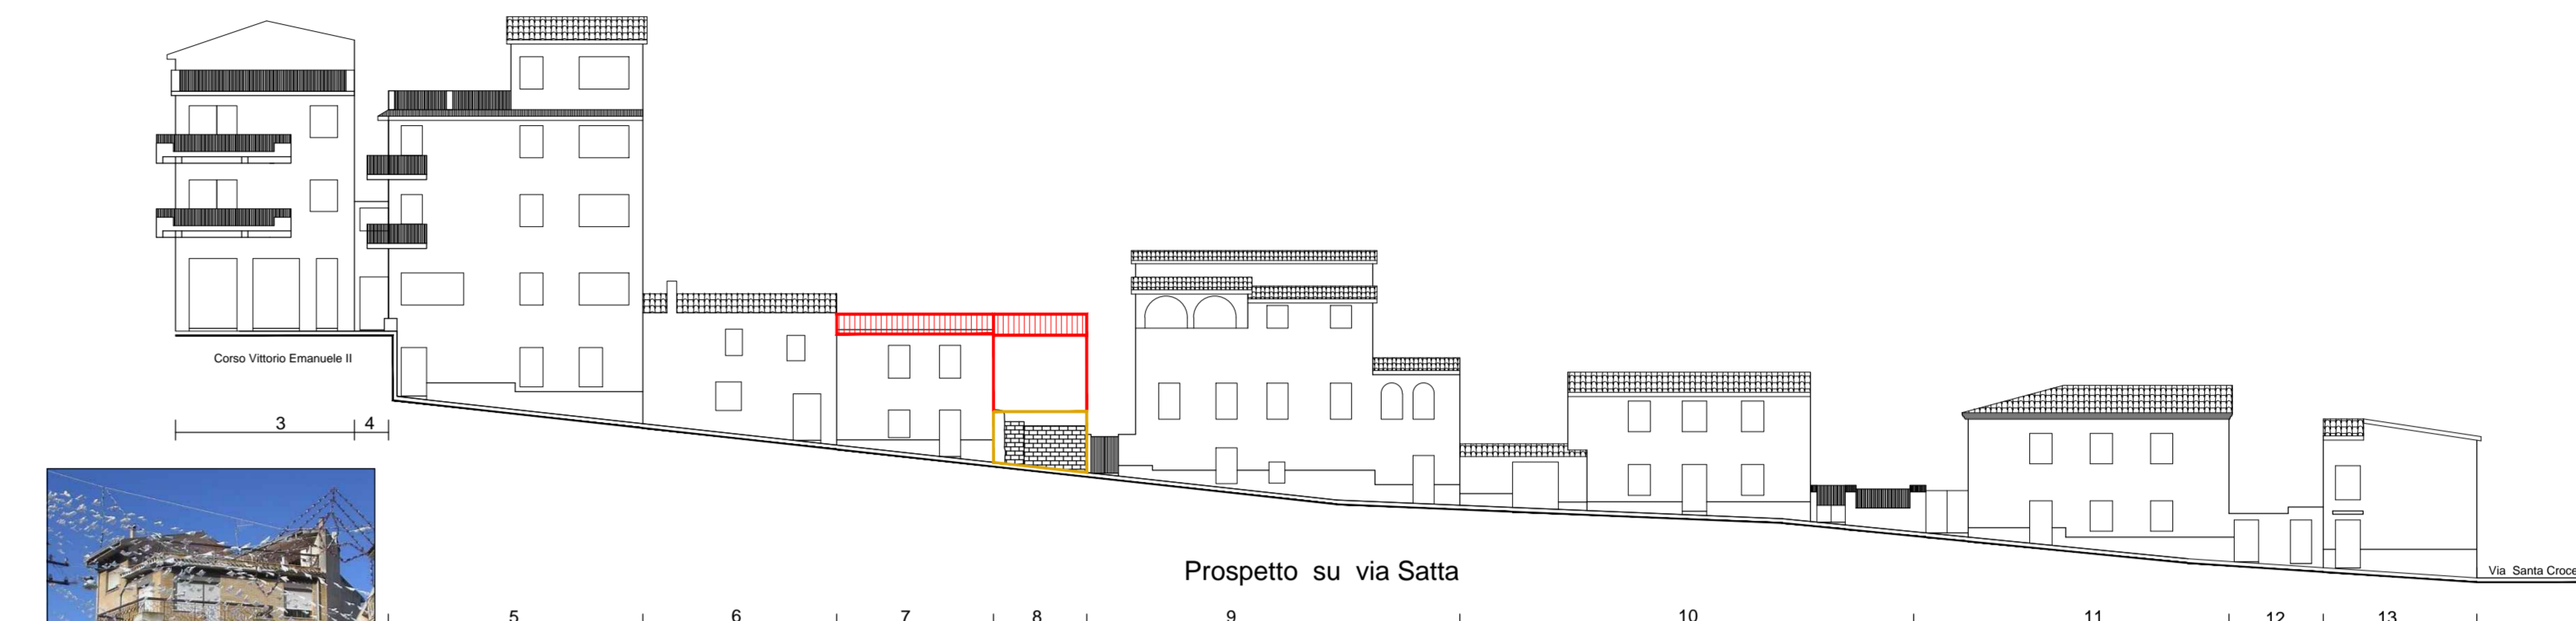 Corso Vittorio Emanuele II
3 4
Prospetto su via Satta
Via Santa Croce
5 6 7 8 9 10 11 12 13